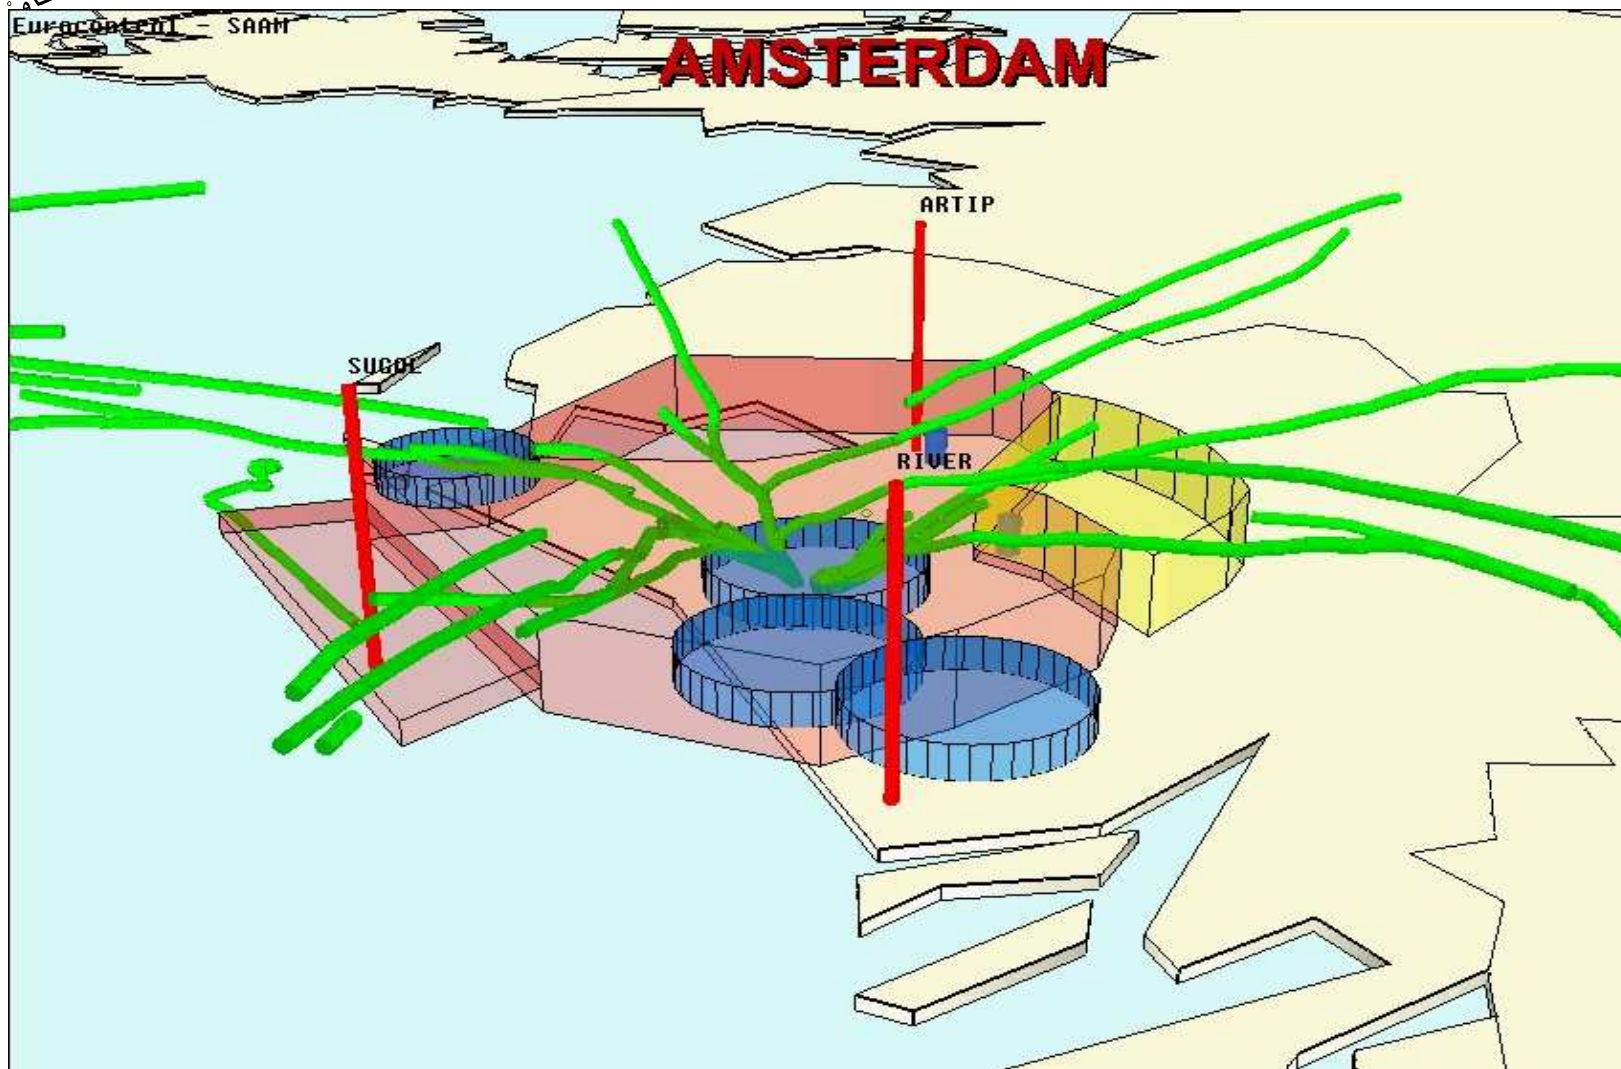 Eurocontrol - SAAM
AMSTERDAM
ARTIP
SUGOL
RIVER